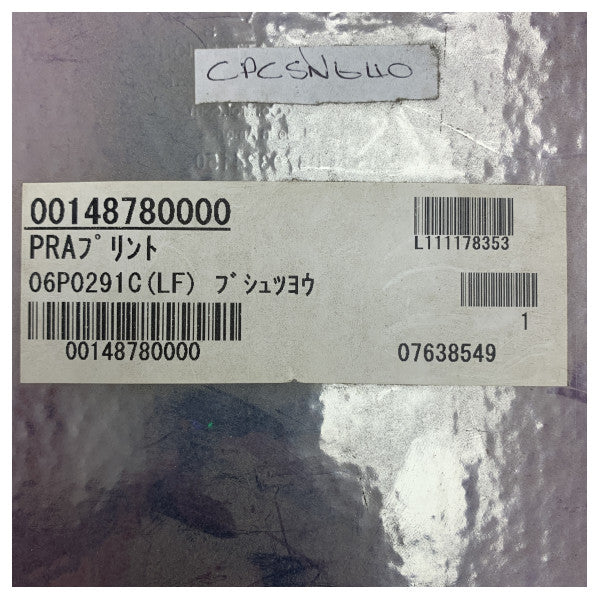 CPCSN640
00148780000
PRAﾌﾟﾘﾝﾄ
06P0291C(LF) ﾌﾞｼｭﾂﾖｳ
00148780000
L111178353
1
07638549